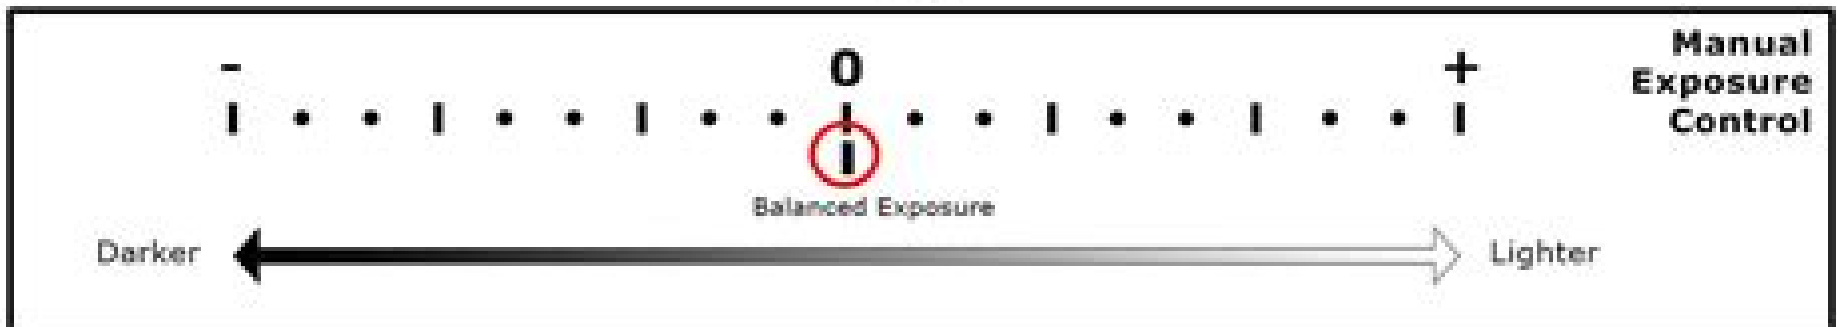 - 0 +
Manual
Exposure
Control
Balanced Exposure
Darker
Lighter